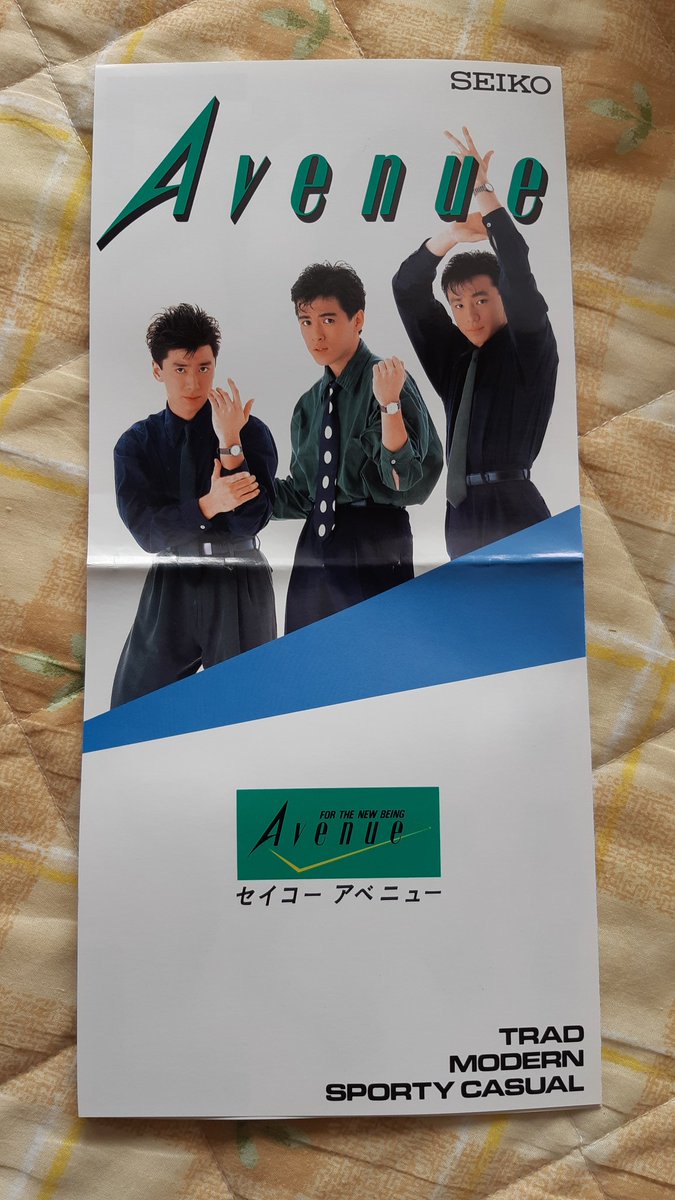 SEIKO
Avenue
FOR THE NEW BEING
Avenue
セイコー アベニュー
TRAD
MODERN
SPORTY CASUAL